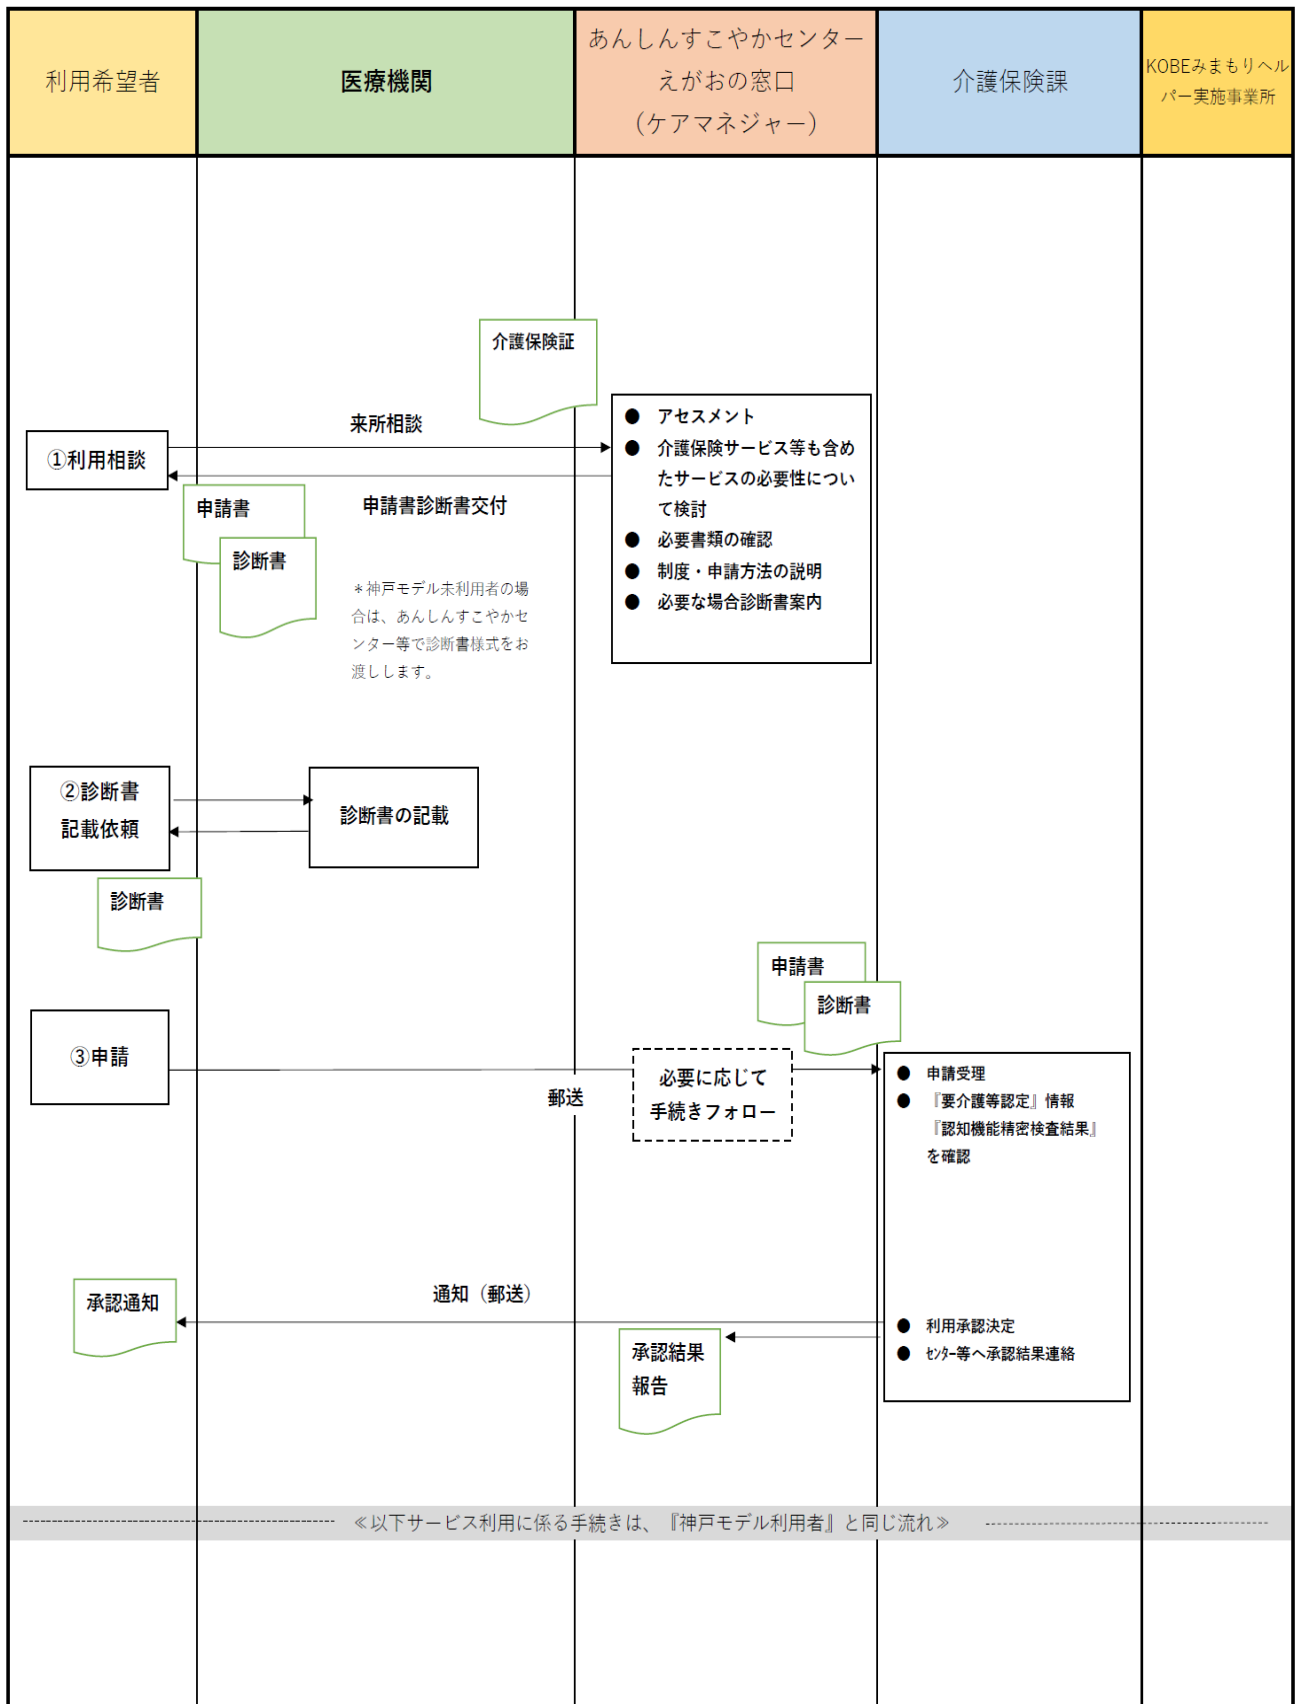 利用希望者
医療機関
あんしんすこやかセンター
えがおの窓口
（ケアマネジャー）
介護保険課
KOBEみまもりヘル
パー実施事業所
介護保険証
来所相談
①利用相談
申請書診断書交付
申請書
診断書
＊神戸モデル未利用者の場
合は、あんしんすこやかセ
ンター等で診断書様式をお
渡しします。
● アセスメント
● 介護保険サービス等も含め
たサービスの必要性につい
て検討
● 必要書類の確認
● 制度・申請方法の説明
● 必要な場合診断書案内
②診断書
記載依頼
診断書の記載
診断書
申請書
診断書
③申請
郵送
必要に応じて
手続きフォロー
● 申請受理
● 『要介護等認定』情報
『認知機能精密検査結果』
を確認
承認通知
通知（郵送）
承認結果
報告
● 利用承認決定
● ｾﾝﾀｰ等へ承認結果連絡
≪以下サービス利用に係る手続きは、『神戸モデル利用者』と同じ流れ≫